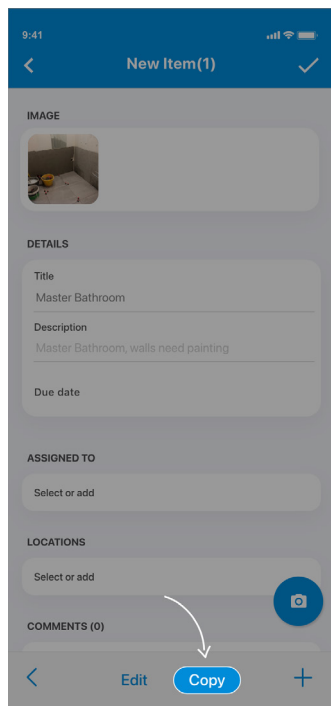 9:41
New Item(1)
IMAGE
DETAILS
Title
Master Bathroom
Description
Master Bathroom, walls need painting
Due date
ASSIGNED TO
Select or add
LOCATIONS
Select or add
COMMENTS (0)
Edit Copy